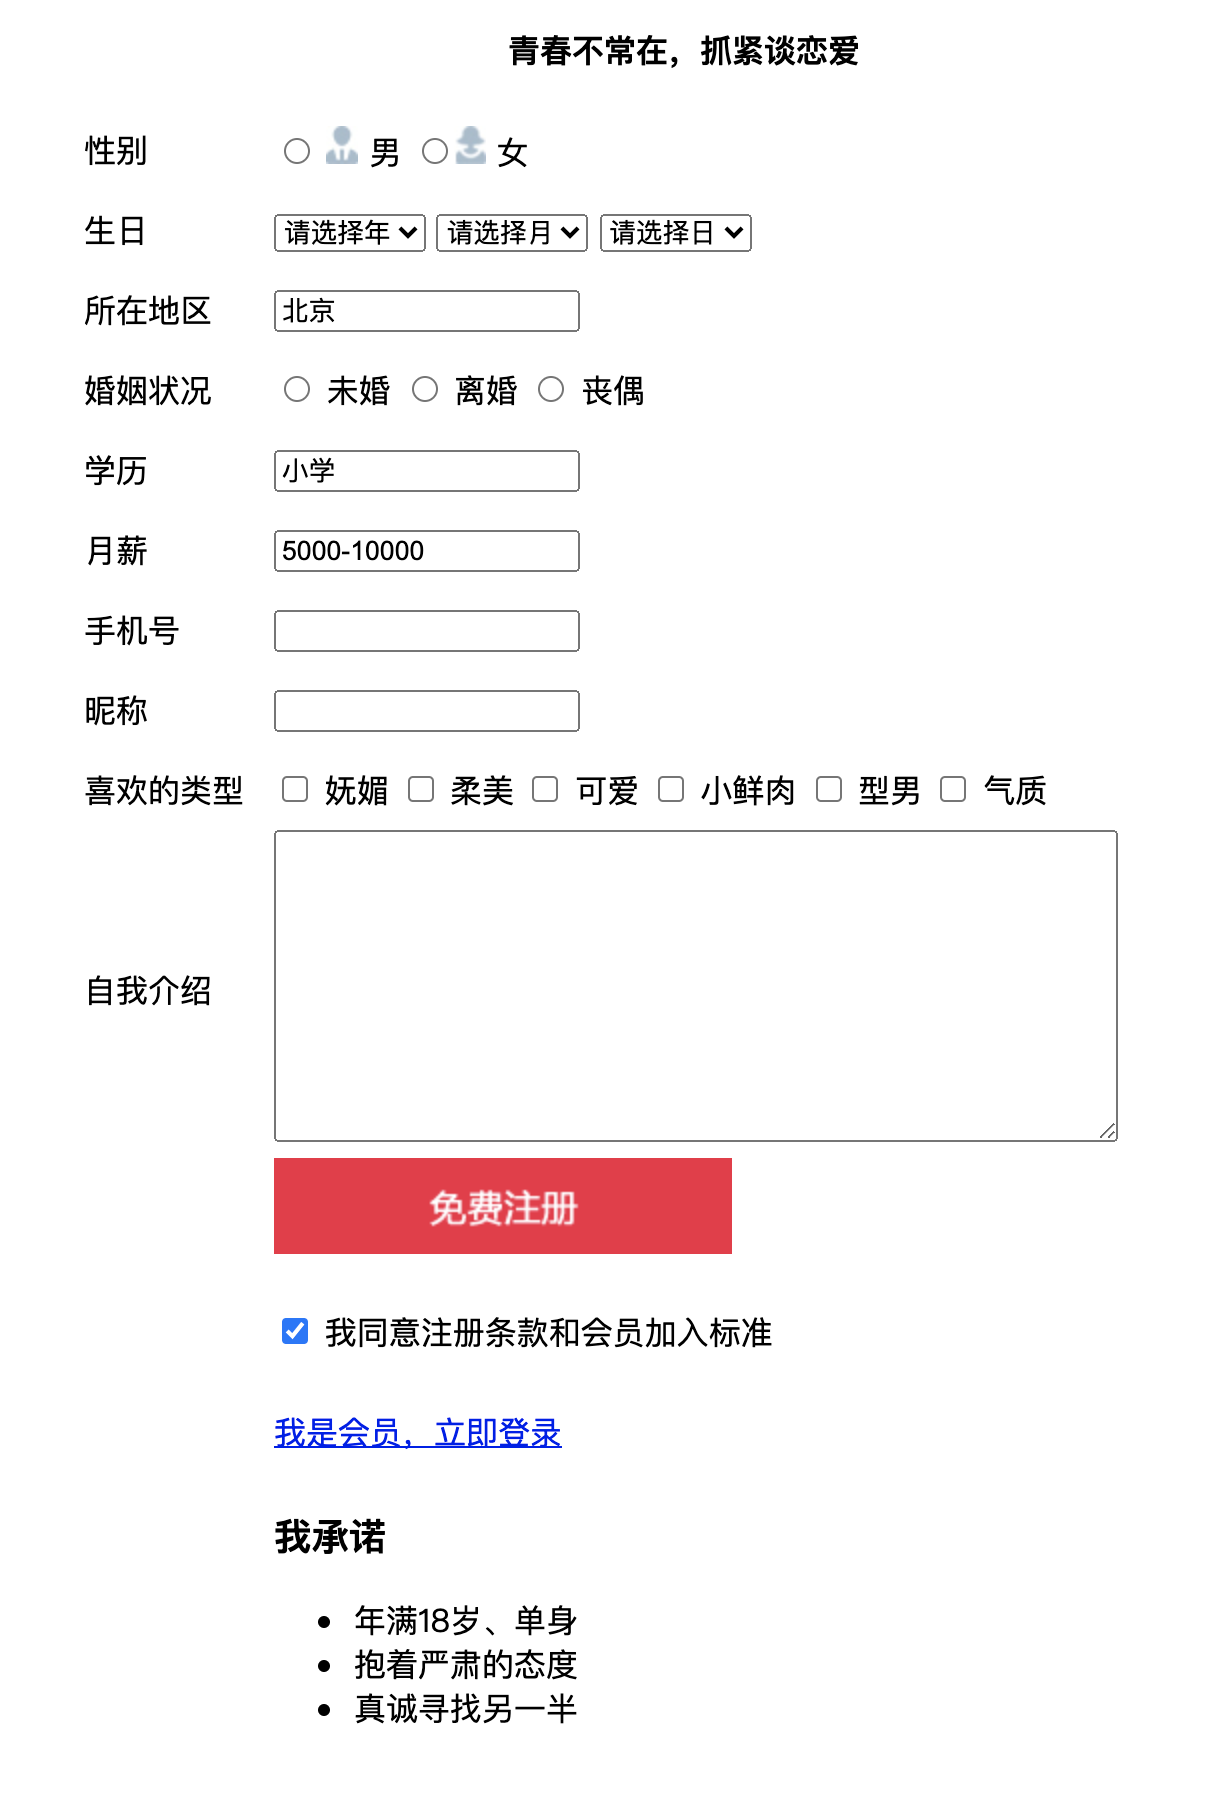 青春不常在，抓紧谈恋爱
性别 男 女
生日 请选择年 请选择月 请选择日
所在地区 北京
婚姻状况 未婚 离婚 丧偶
学历 小学
月薪 5000-10000
手机号
昵称
喜欢的类型 妩媚 柔美 可爱 小鲜肉 型男 气质
自我介绍
免费注册
我同意注册条款和会员加入标准
我是会员，立即登录
我承诺
年满18岁、单身
抱着严肃的态度
真诚寻找另一半